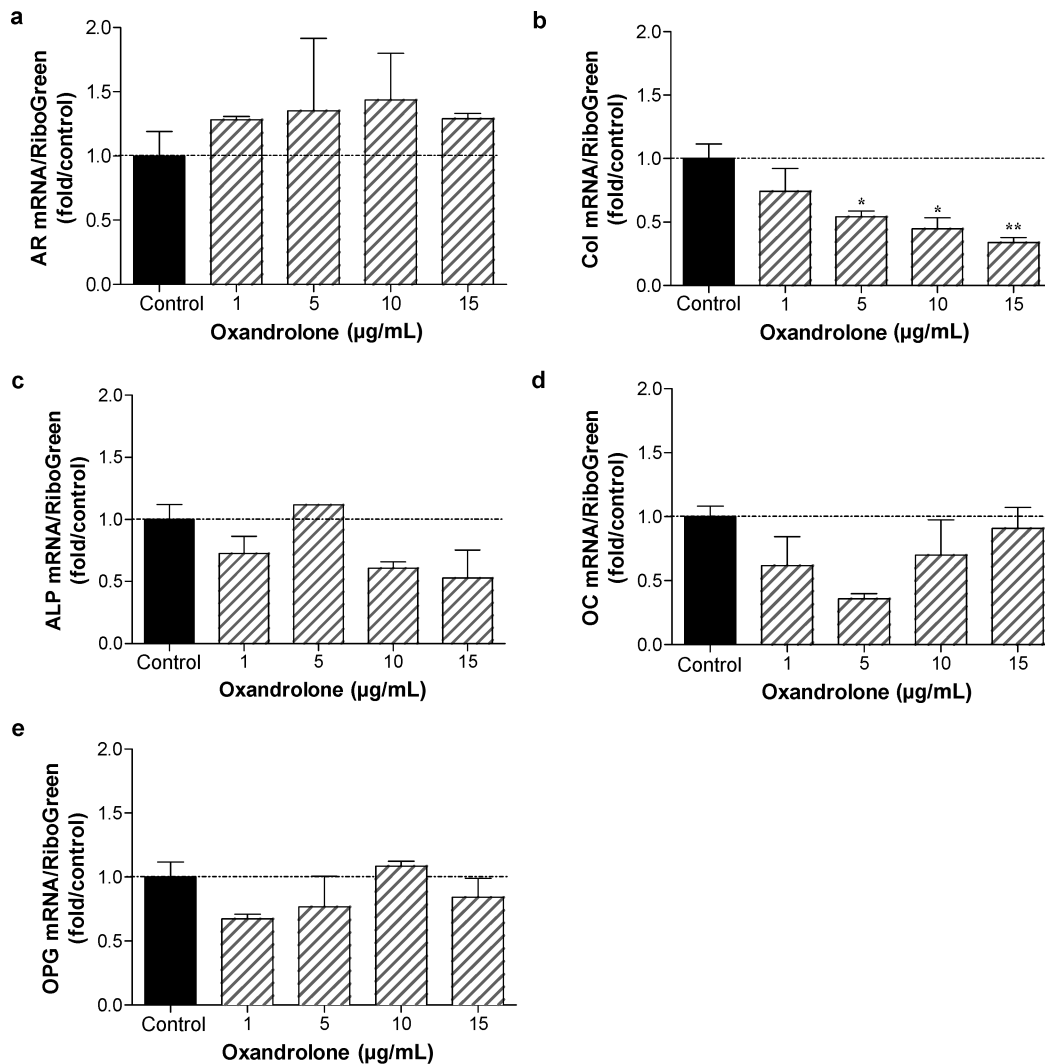 a
AR mRNA/RiboGreen
(fold/control)
2.0
1.5
1.0
0.5
0.0
Control 1 5 10 15
Oxandrolone (µg/mL)
b
Col mRNA/RiboGreen
(fold/control)
2.0
1.5
1.0
0.5
0.0
* * **
Control 1 5 10 15
Oxandrolone (µg/mL)
c
ALP mRNA/RiboGreen
(fold/control)
2.0
1.5
1.0
0.5
0.0
Control 1 5 10 15
Oxandrolone (µg/mL)
d
OC mRNA/RiboGreen
(fold/control)
2.0
1.5
1.0
0.5
0.0
Control 1 5 10 15
Oxandrolone (µg/mL)
e
OPG mRNA/RiboGreen
(fold/control)
2.0
1.5
1.0
0.5
0.0
Control 1 5 10 15
Oxandrolone (µg/mL)